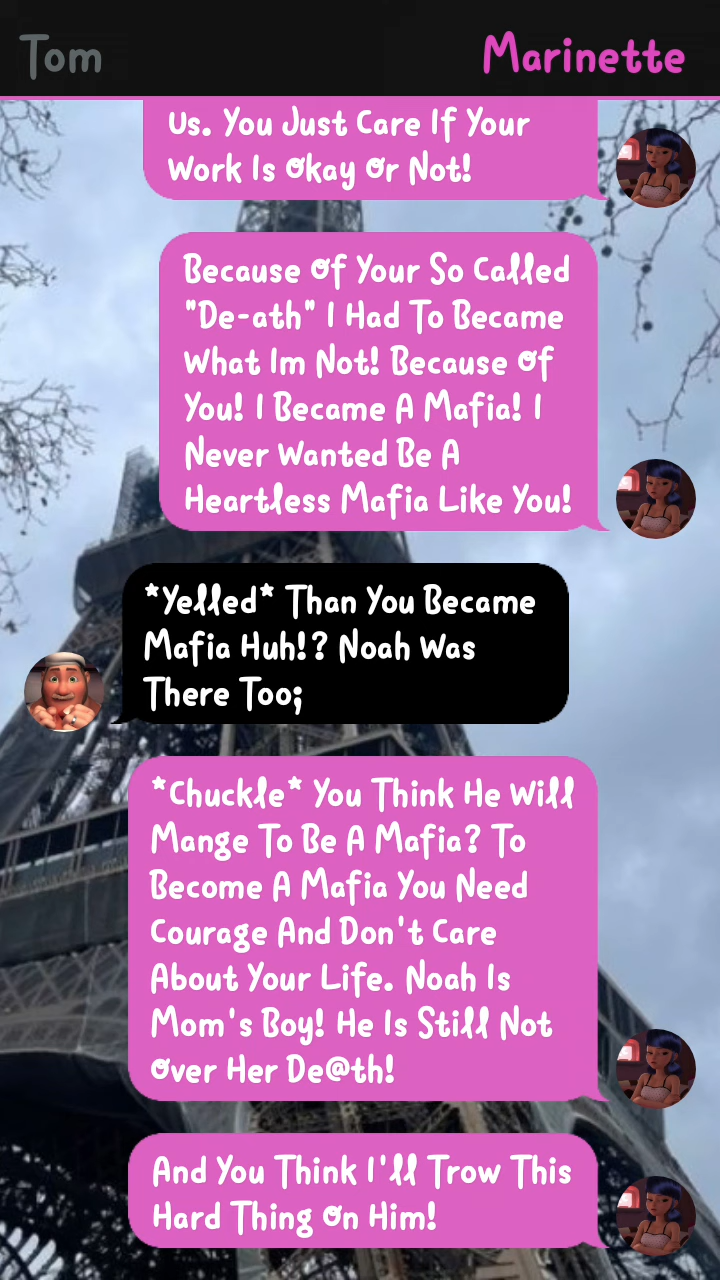 Tom
Marinette
Us. You Just Care If Your
Work Is Okay Or Not!
Because Of Your So Called
"De-ath" I Had To Became
What Im Not! Because Of
You! I Became A Mafia! I
Never Wanted Be A
Heartless Mafia Like You!
*Yelled* Than You Became
Mafia Huh!? Noah Was
There Too;
*Chuckle* You Think He Will
Mange To Be A Mafia? To
Become A Mafia You Need
Courage And Don't Care
About Your Life. Noah Is
Mom's Boy! He Is Still Not
Over Her De@th!
And You Think I'll Trow This
Hard Thing On Him!